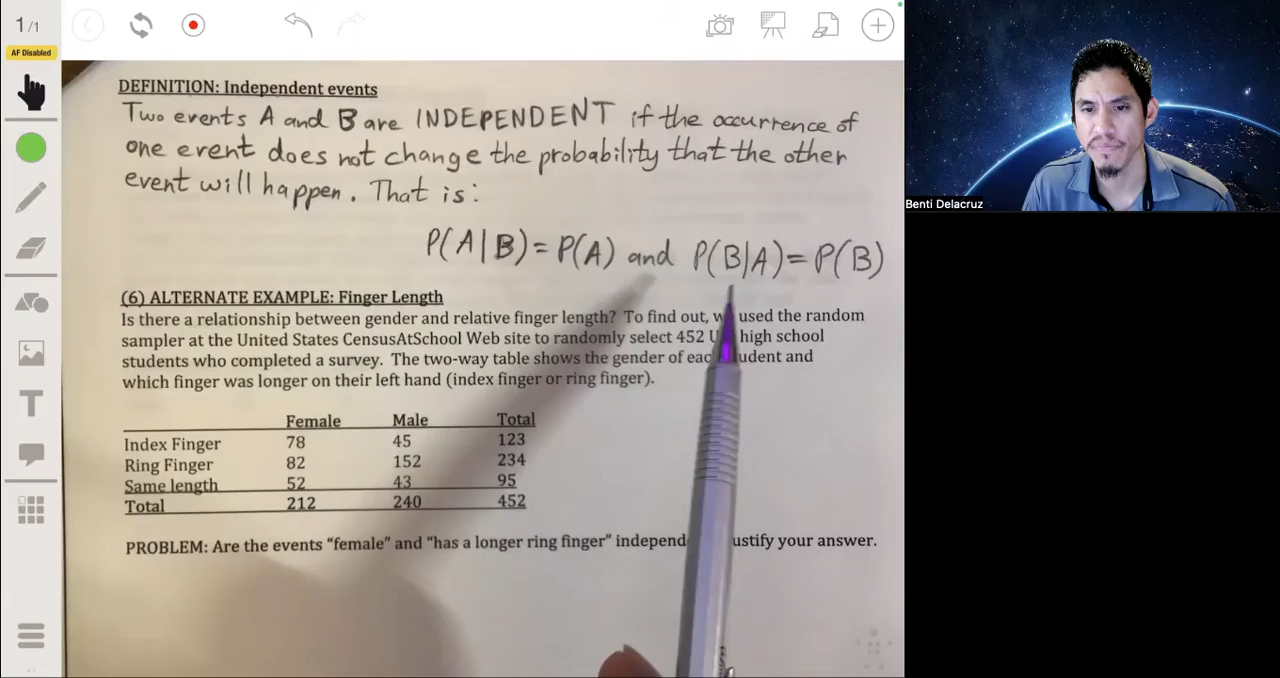 1/1
AF Disabled
DEFINITION: Independent events
Two events A and B are INDEPENDENT if the occurrence of
one event does not change the probability that the other
event will happen. That is:
P(A|B)=P(A) and P(B|A)=P(B)
(6) ALTERNATE EXAMPLE: Finger Length
Is there a relationship between gender and relative finger length? To find out, used the random
sampler at the United States CensusAtSchool Web site to randomly select 452 high school
students who completed a survey. The two-way table shows the gender of and
which finger was longer on their left hand (index finger or ring finger).
Female Male Total
Index Finger 78 45 123
Ring Finger 82 152 234
Same length 52 43 95
Total 212 240 452
PROBLEM: Are the events “female” and “has a longer ring finger” your answer.
T
Benti Delacruz